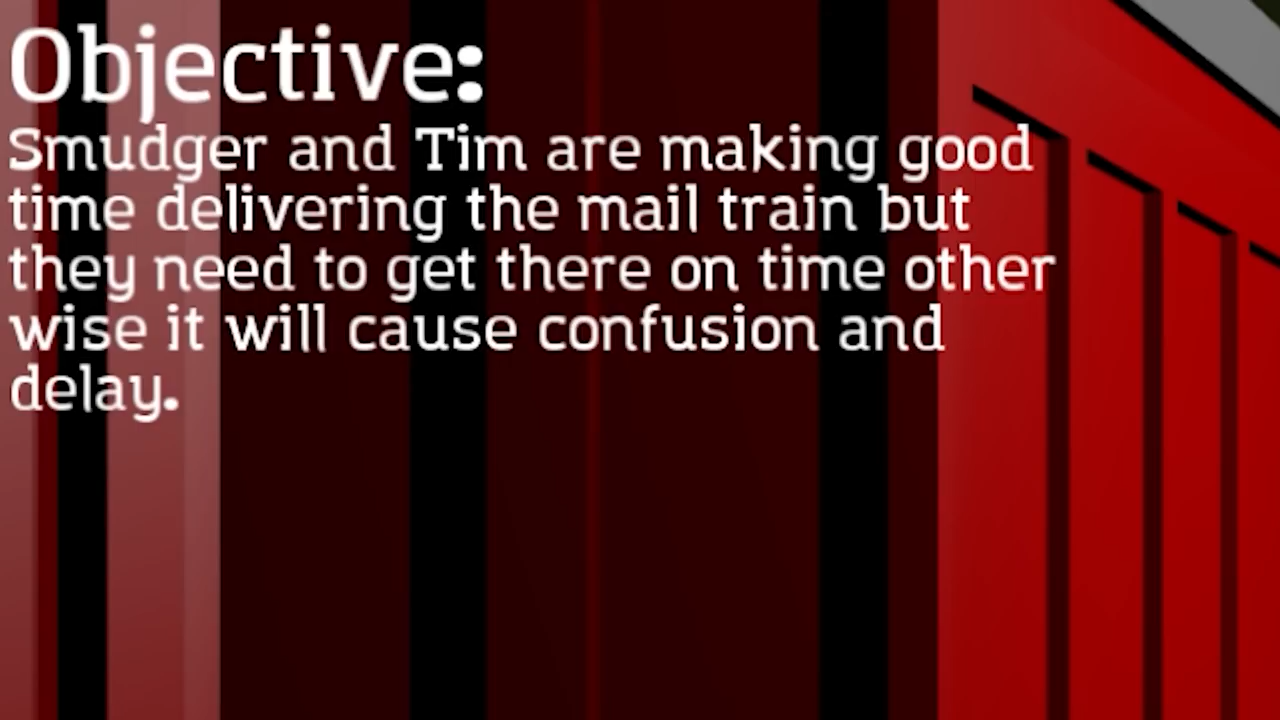 Objective:
Smudger and Tim are making good
time delivering the mail train but
they need to get there on time other
wise it will cause confusion and
delay.